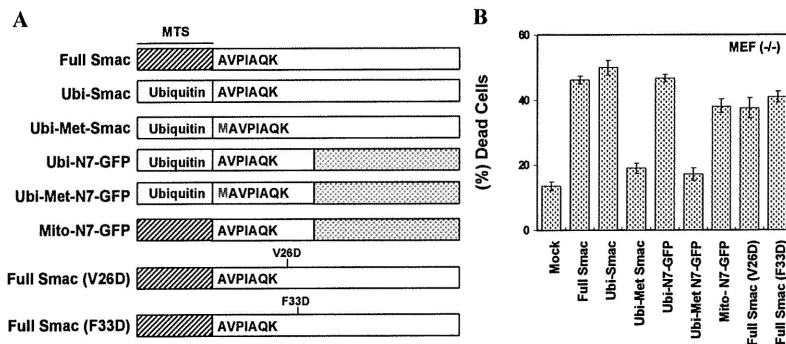 A
MTS
Full Smac
AVPIAQK
Ubi-Smac
Ubiquitin
AVPIAQK
Ubi-Met-Smac
Ubiquitin
MAVPIAQK
Ubi-N7-GFP
Ubiquitin
AVPIAQK
Ubi-Met-N7-GFP
Ubiquitin
MAVPIAQK
Mito-N7-GFP
AVPIAQK
V26D
Full Smac (V26D)
AVPIAQK
F33D
Full Smac (F33D)
AVPIAQK
B
MEF (-/-)
(%) Dead Cells
60
40
20
0
Mock
Full Smac
Ubi-Smac
Ubi-Met Smac
Ubi-N7-GFP
Ubi-Met N7-GFP
Mito- N7-GFP
Full Smac (V26D)
Full Smac (F33D)